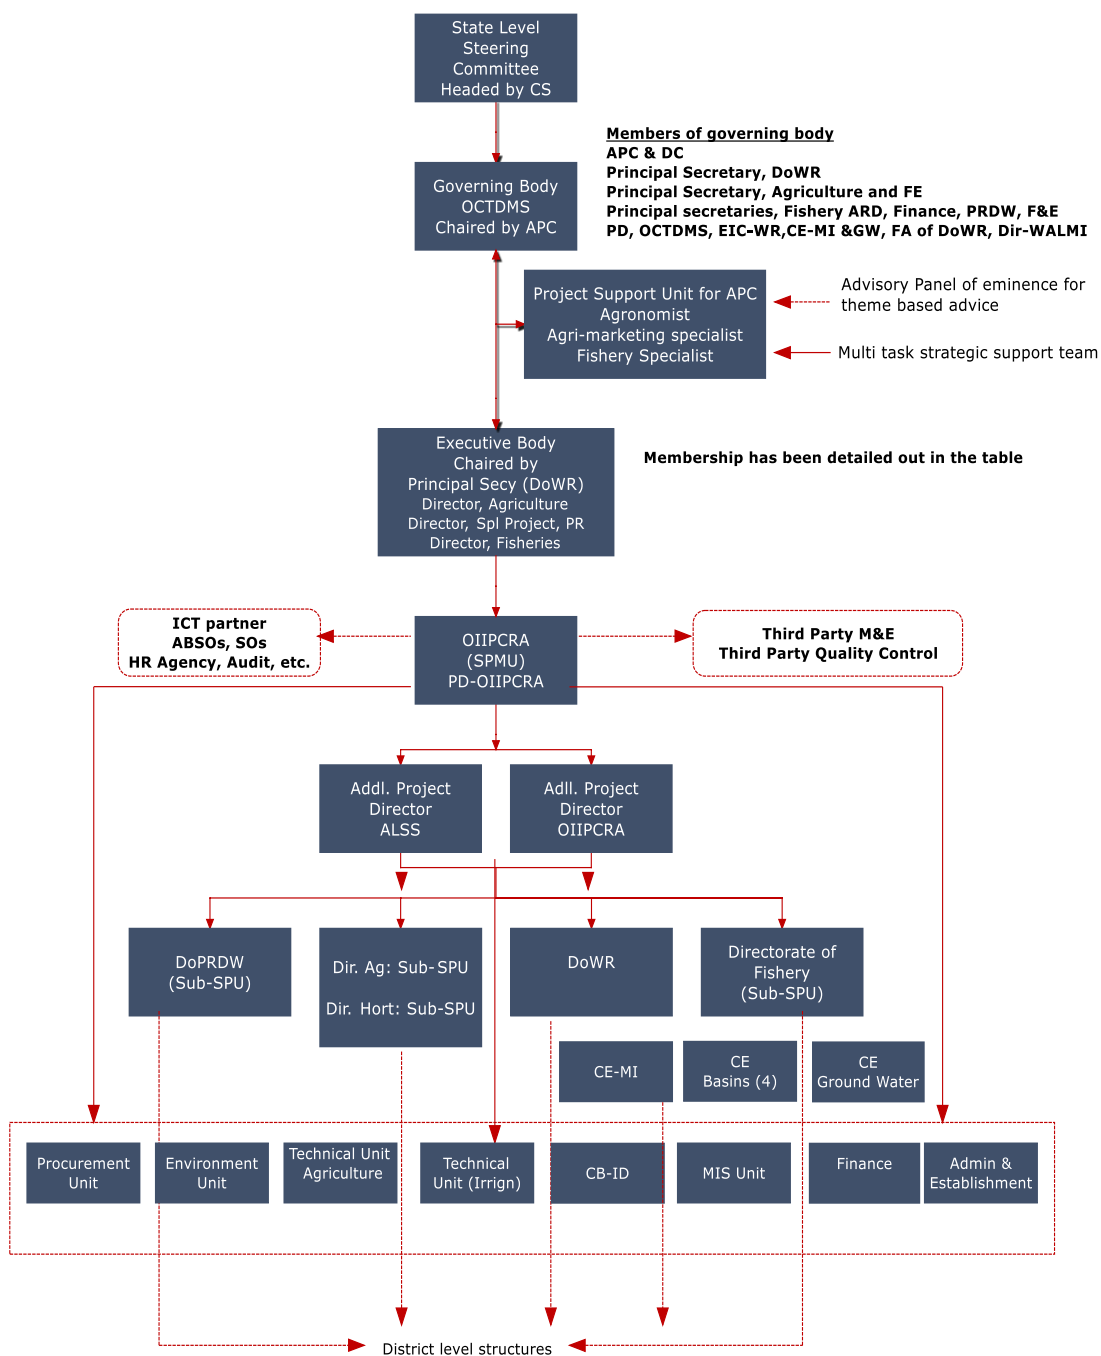 State Level
Steering
Committee
Headed by CS
Members of governing body
APC & DC
Principal Secretary, DoWR
Principal Secretary, Agriculture and FE
Principal secretaries, Fishery ARD, Finance, PRDW, F&E
PD, OCTDMS, EIC-WR,CE-MI &GW, FA of DoWR, Dir-WALMI
Governing Body
OCTDMS
Chaired by APC
Project Support Unit for APC
Agronomist
Agri-marketing specialist
Fishery Specialist
Advisory Panel of eminence for
theme based advice
Multi task strategic support team
Executive Body
Chaired by
Principal Secy (DoWR)
Director, Agriculture
Director, Spl Project, PR
Director, Fisheries
Membership has been detailed out in the table
ICT partner
ABSOs, SOs
HR Agency, Audit, etc.
OIIPCRA
(SPMU)
PD-OIIPCRA
Third Party M&E
Third Party Quality Control
Addl. Project
Director
ALSS
Adll. Project
Director
OIIPCRA
DoPRDW
(Sub-SPU)
Dir. Ag: Sub-SPU
Dir. Hort: Sub-SPU
DoWR
Directorate of
Fishery
(Sub-SPU)
CE-MI
CE
Basins (4)
CE
Ground Water
Procurement
Unit
Environment
Unit
Technical Unit
Agriculture
Technical
Unit (Irrign)
CB-ID
MIS Unit
Finance
Admin &
Establishment
District level structures